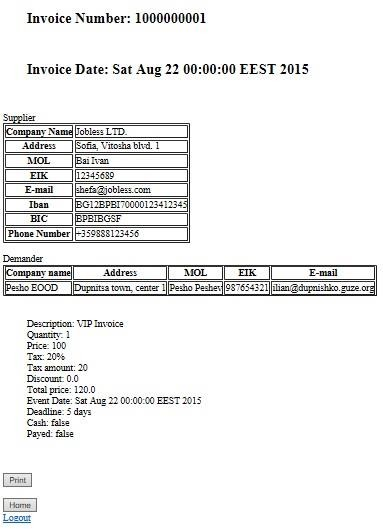 Invoice Number: 1000000001
Invoice Date: Sat Aug 22 00:00:00 EEST 2015
Supplier
Company Name Jobless LTD.
Address Sofia, Vitosha blvd. 1
MOL Bai Ivan
EIK 12345689
E-mail shefa@jobless.com
Iban BG12BPBI70000123412345
BIC BPBIBGSF
Phone Number +359888123456
Demander
Company name Address MOL EIK E-mail
Pesho EOOD Dupnitsa town, center 1 Pesho Peshev 987654321 ilian@dupnishko.guze.org
Description: VIP Invoice
Quantity: 1
Price: 100
Tax: 20%
Tax amount: 20
Discount: 0.0
Total price: 120.0
Event Date: Sat Aug 22 00:00:00 EEST 2015
Deadline: 5 days
Cash: false
Payed: false
Print
Home
Logout